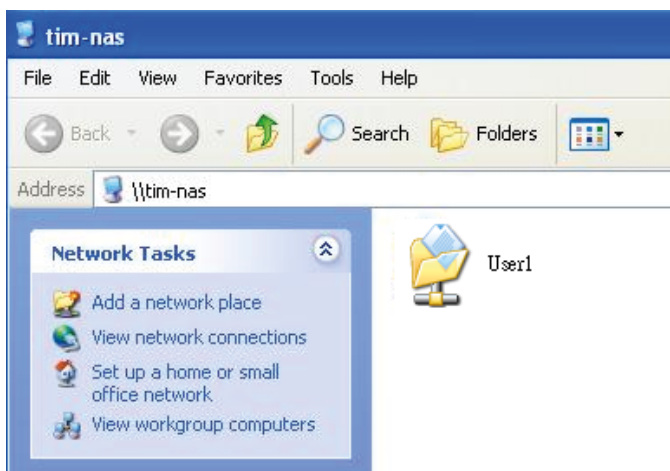 tim-nas
File Edit View Favorites Tools Help
Back Search Folders
Address \\tim-nas
Network Tasks
User1
Add a network place
View network connections
Set up a home or small
office network
View workgroup computers